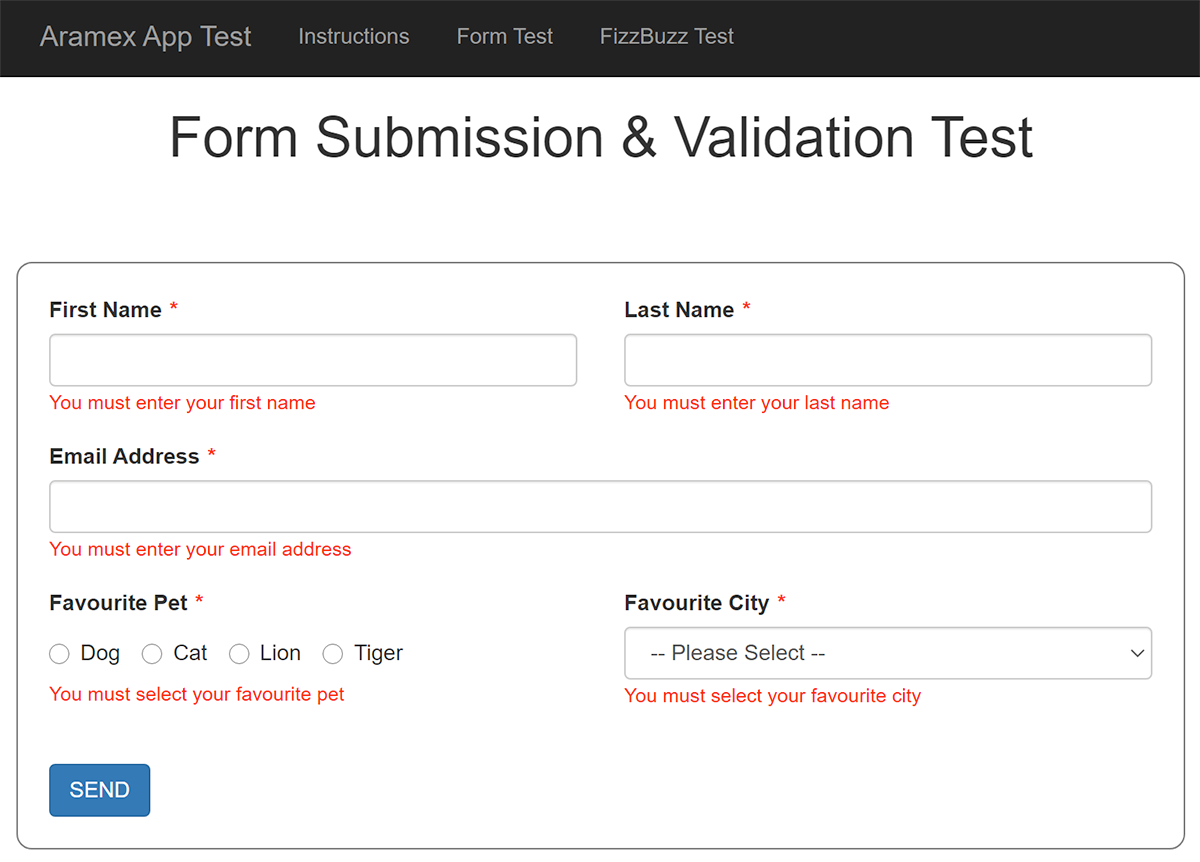 Aramex App Test Instructions Form Test FizzBuzz Test
Form Submission & Validation Test
First Name *
Last Name *
You must enter your first name
You must enter your last name
Email Address *
You must enter your email address
Favourite Pet *
Favourite City *
Dog Cat Lion Tiger
-- Please Select --
You must select your favourite pet
You must select your favourite city
SEND